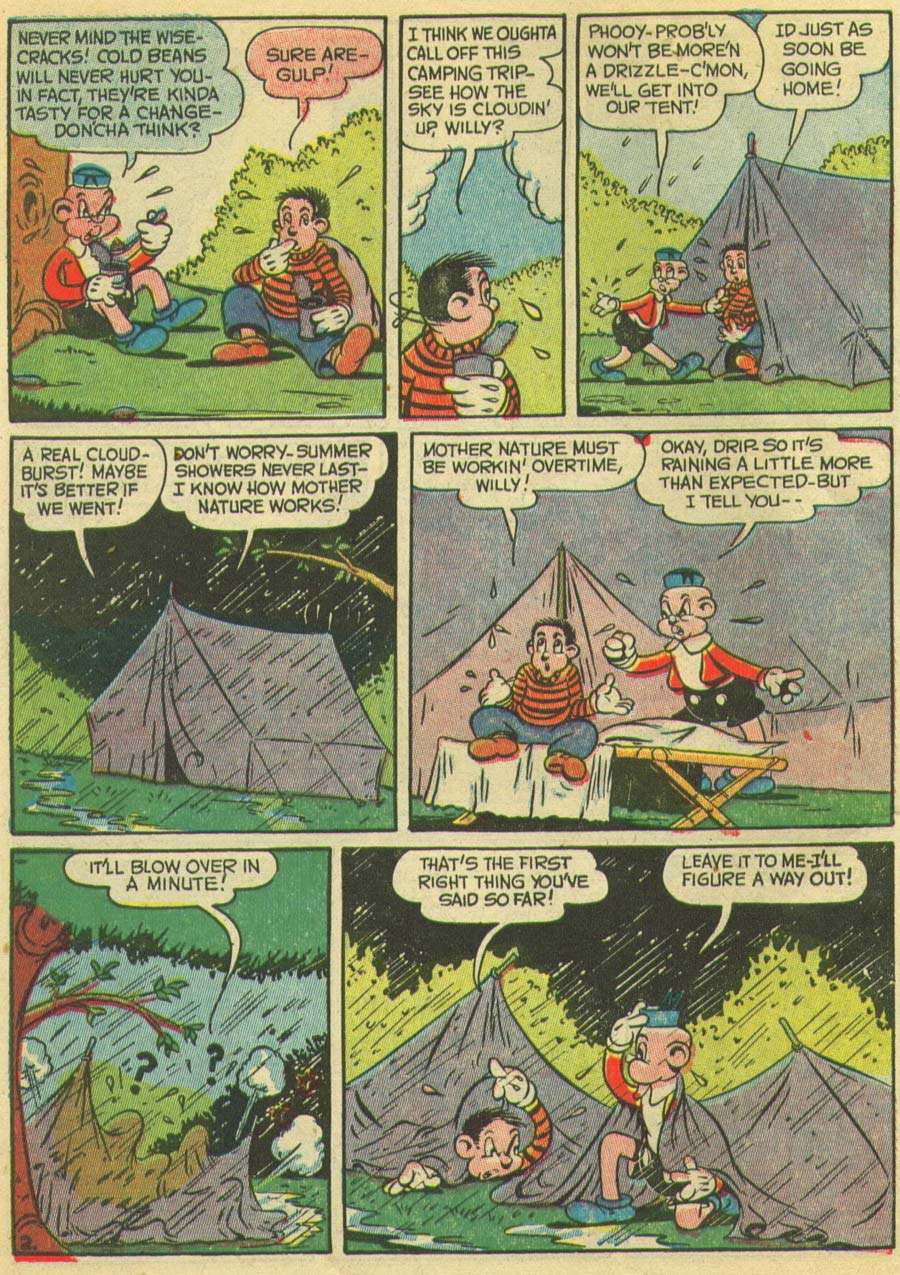 NEVER MIND THE WISE-
CRACKS! COLD BEANS
WILL NEVER HURT YOU-
IN FACT, THEY'RE KINDA
TASTY FOR A CHANGE-
DON'CHA THINK?
SURE ARE-
GULP!
I THINK WE OUGHTA
CALL OFF THIS
CAMPING TRIP-
SEE HOW THE
SKY IS CLOUDIN'
UP, WILLY?
PHOOY-PROB'LY
WON'T BE MORE'N
A DRIZZLE-C'MON,
WE'LL GET INTO
OUR TENT!
I'D JUST AS
SOON BE
GOING
HOME!
A REAL CLOUD-
BURST! MAYBE
IT'S BETTER IF
WE WENT!
DON'T WORRY-SUMMER
SHOWERS NEVER LAST-
I KNOW HOW MOTHER
NATURE WORKS!
MOTHER NATURE MUST
BE WORKIN' OVERTIME,
WILLY!
OKAY, DRIP-SO IT'S
RAINING A LITTLE MORE
THAN EXPECTED-BUT
I TELL YOU--
IT'LL BLOW OVER IN
A MINUTE!
?
?
2.
THAT'S THE FIRST
RIGHT THING YOU'VE
SAID SO FAR!
LEAVE IT TO ME-I'LL
FIGURE A WAY OUT!